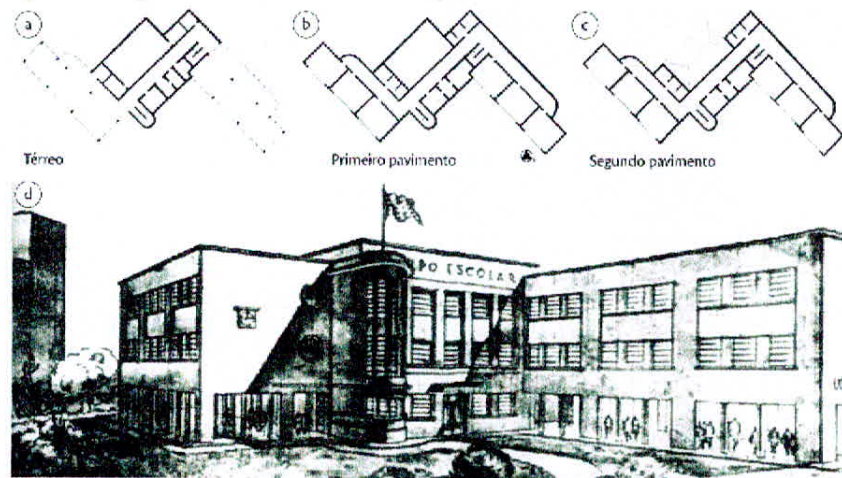 a
b
c
Térreo
Primeiro pavimento
Segundo pavimento
d
PO ESCOLAR